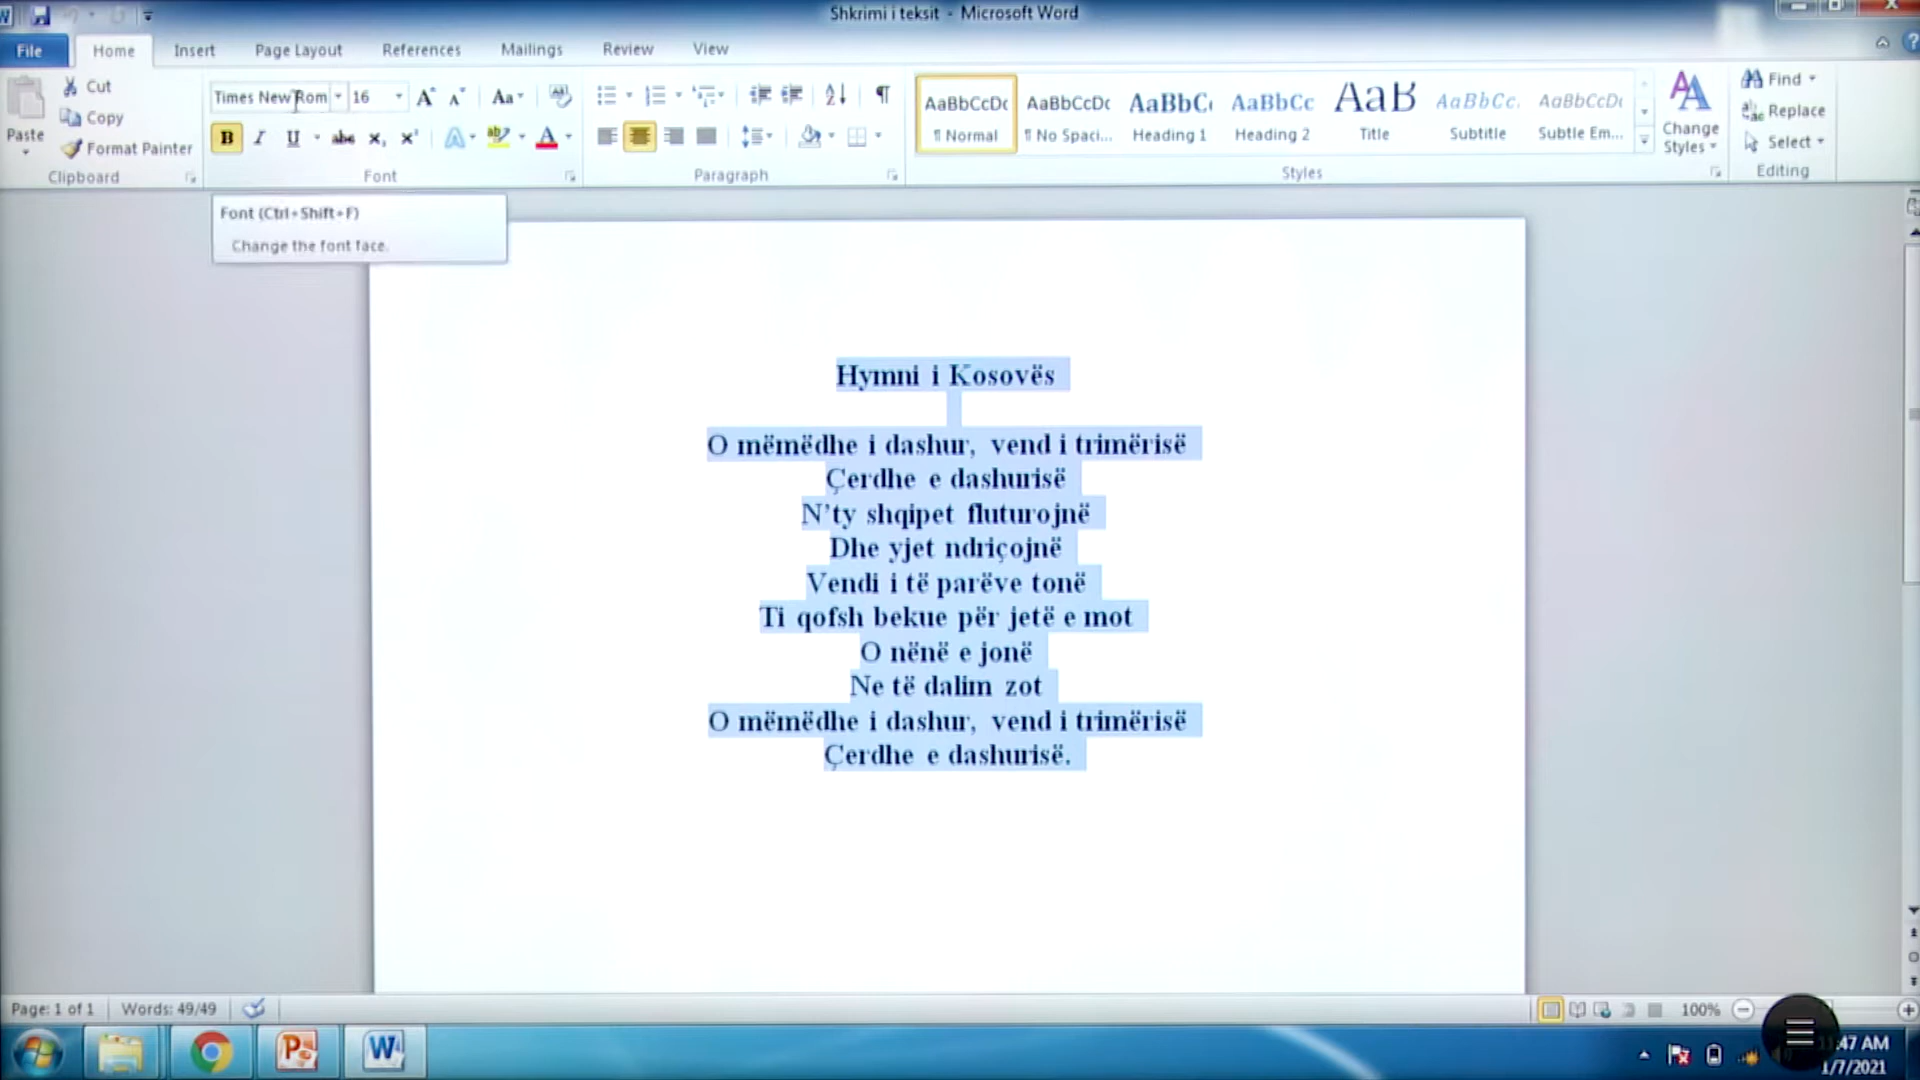 Shkrimi i teksit - Microsoft Word
File Home Insert Page Layout References Mailings Review View
Times New Rom 16 Aa
Paste Cut Copy Format Painter
B I U abc x, x² A
Clipboard Font Paragraph Styles Editing
AaBbCcDc AaBbCcDc AaBbC AaBbCc AaB AaBbCc. AaBbCcDc
¶ Normal ¶ No Spaci... Heading 1 Heading 2 Title Subtitle Subtle Em...
Change Styles
Find
Replace
Select
Font (Ctrl+Shift+F)
Change the font face.
Hymni i Kosovës
O mëmëdhe i dashur, vend i trimërisë
Çerdhe e dashurisë
N'ty shqipet fluturojnë
Dhe yjet ndriçojnë
Vendi i të parëve tonë
Ti qofsh bekue për jetë e mot
O nënë e jonë
Ne të dalim zot
O mëmëdhe i dashur, vend i trimërisë
Çerdhe e dashurisë.
Page: 1 of 1 Words: 49/49 100%
:47 AM
1/7/2021